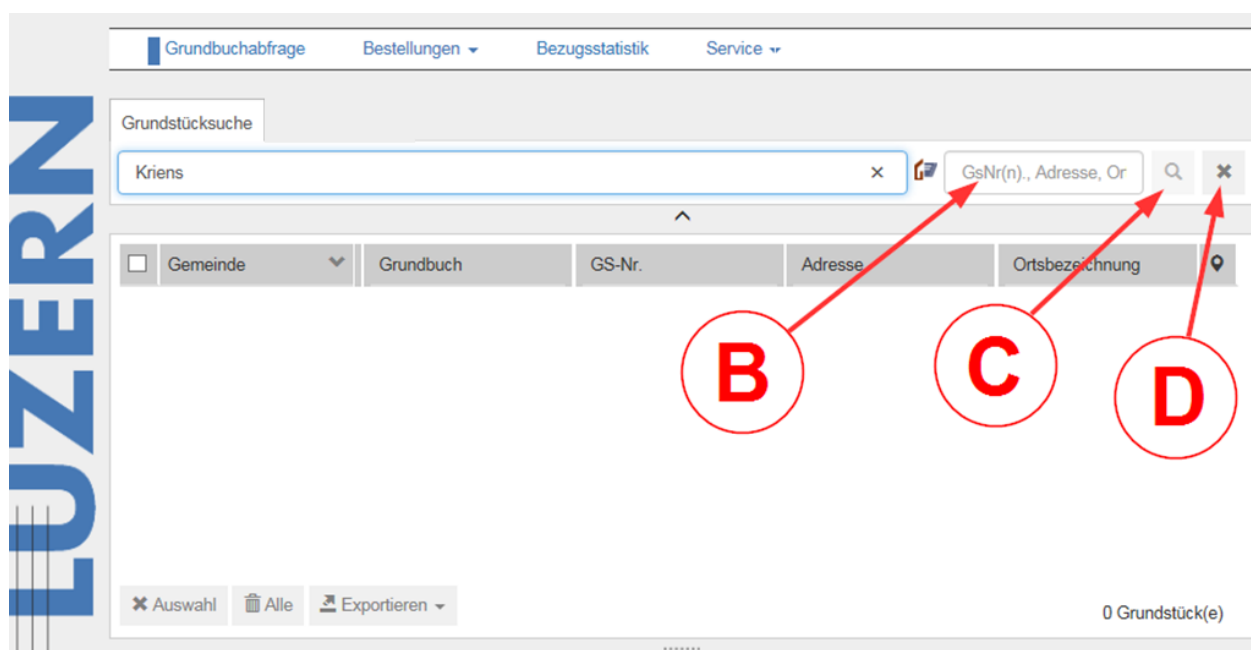 LUZERN
Grundbuchabfrage Bestellungen Bezugsstatistik Service
Grundstücksuche
Kriens × GsNr(n)., Adresse, Or
Gemeinde Grundbuch GS-Nr. Adresse Ortsbezeichnung
B C D
Auswahl Alle Exportieren 0 Grundstück(e)